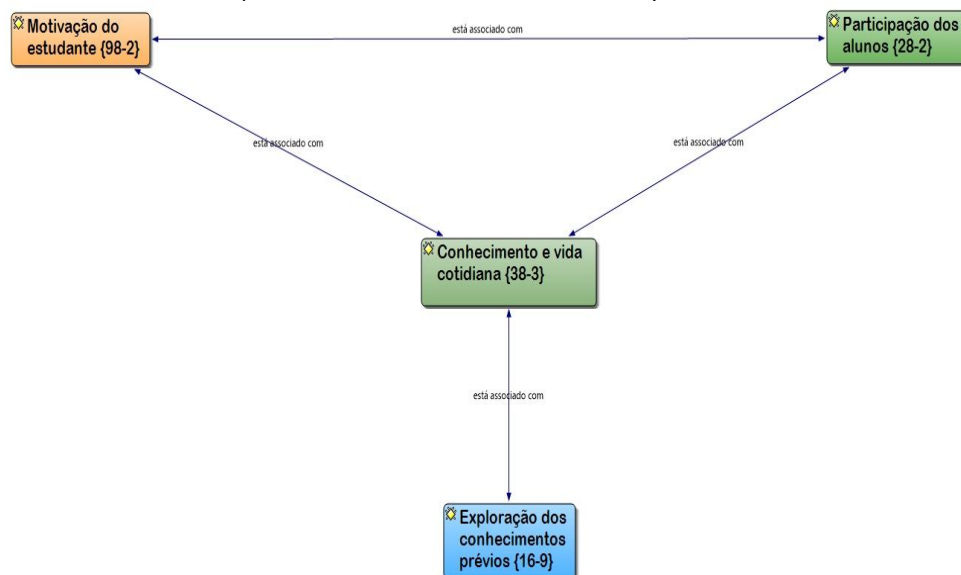 Motivação do
estudante {98-2}
está associado com
Participação dos
alunos {28-2}
está associado com
está associado com
Conhecimento e vida
cotidiana {38-3}
está associado com
Exploração dos
conhecimentos
prévios {16-9}